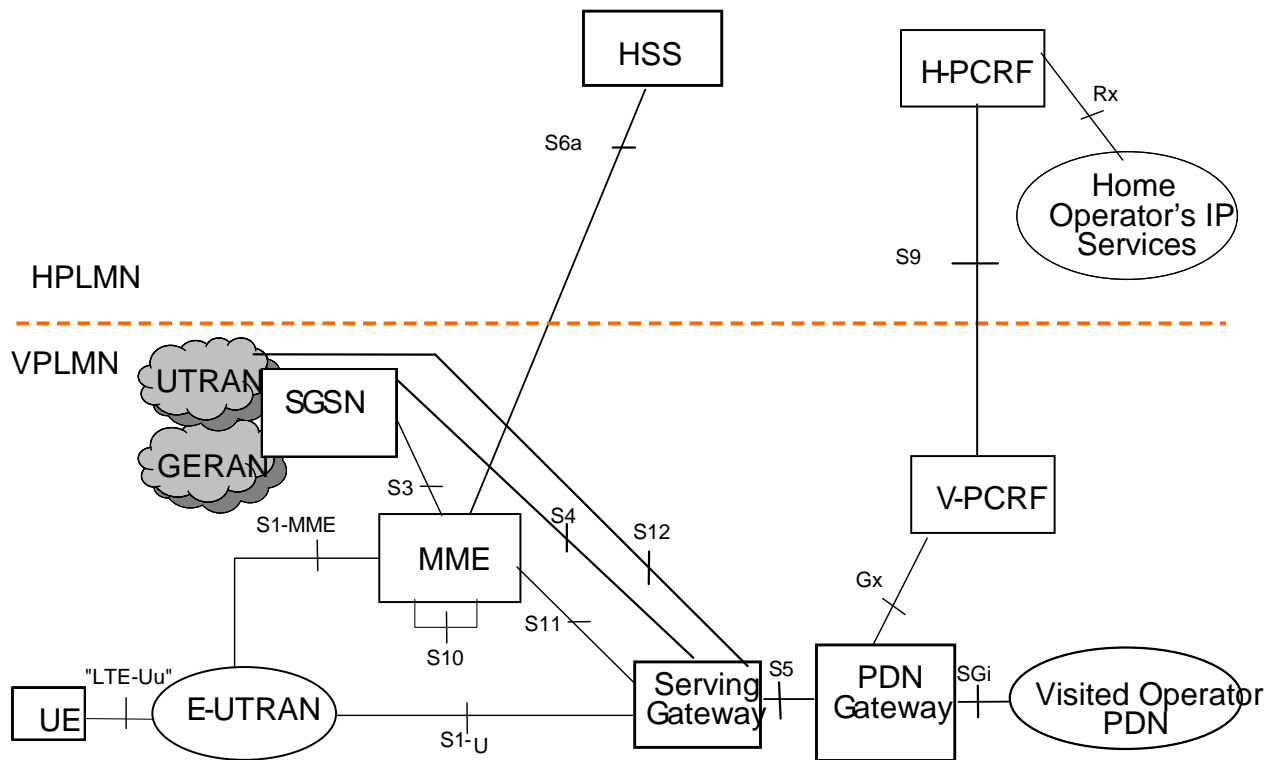 HSS
H-PCRF
Rx
S6a
Home
Operator's IP
Services
S9
HPLMN
VPLMN
UTRAN
SGSN
GERAN
S3
V-PCRF
S4
S12
S1-MME
MME
Gx
S11
S10
"LTE-Uu"
S5
SGi
UE
E-UTRAN
Serving
Gateway
PDN
Gateway
Visited Operator
PDN
S1-U